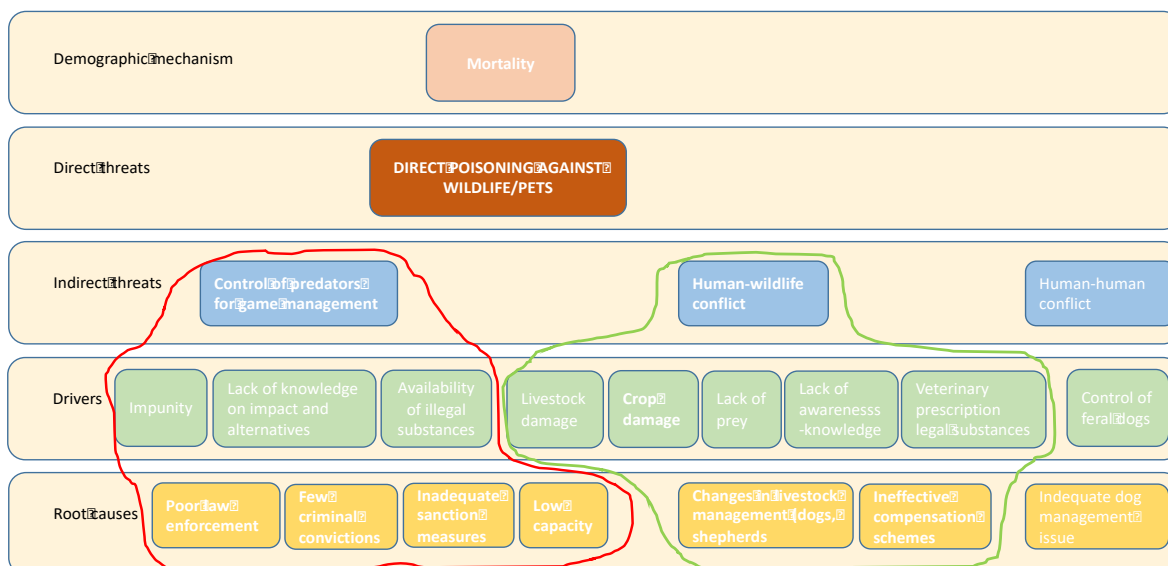 Demographic mechanism
Mortality
Direct threats
DIRECT POISONING AGAINST
WILDLIFE/PETS
Indirect threats
Control of predators
for game management
Human-wildlife
conflict
Human-human
conflict
Drivers
Impunity
Lack of knowledge
on impact and
alternatives
Availability
of illegal
substances
Livestock
damage
Crop
damage
Lack of
prey
Lack of
awarenesss
-knowledge
Veterinary
prescription
legal substances
Control of
feral dogs
Root causes
Poor law
enforcement
Few
criminal
convictions
Inadequate
sanction
measures
Low
capacity
Changes in livestock
management (dogs,
shepherds
Ineffective
compensation
schemes
Indequate dog
management
issue